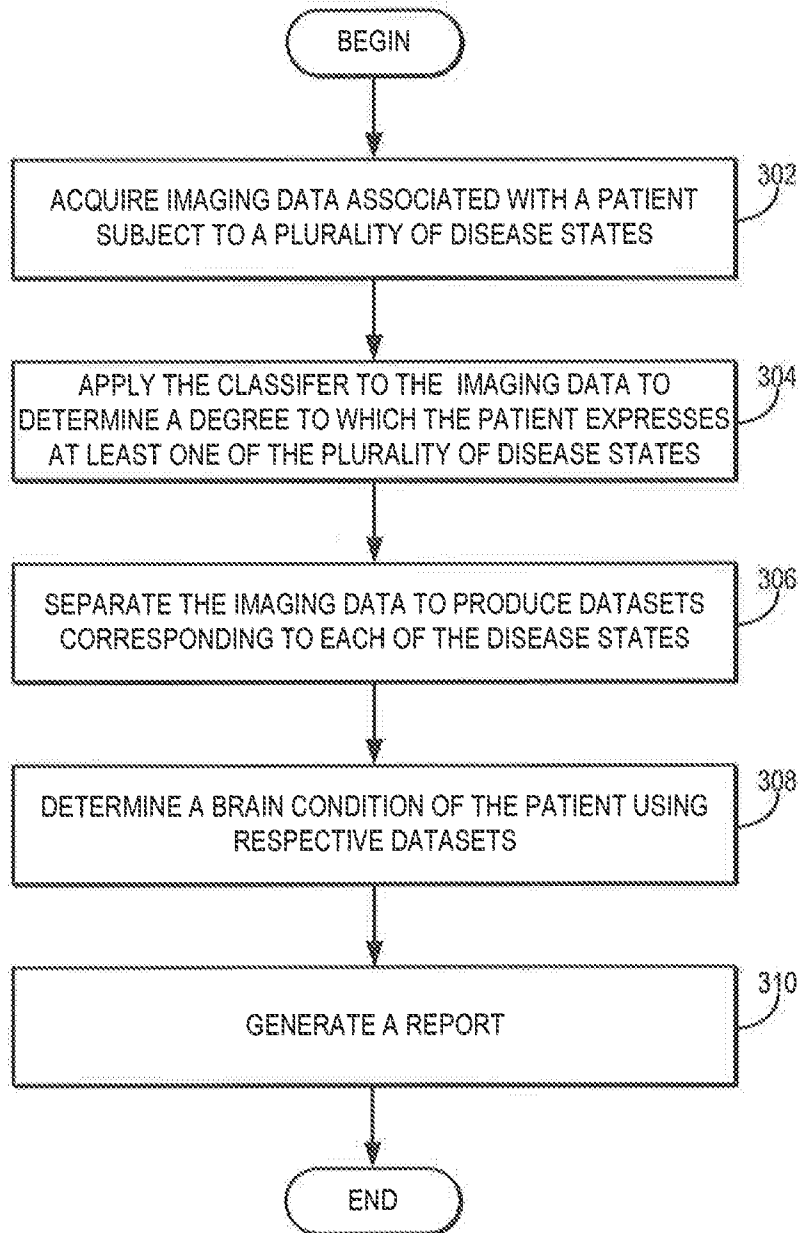 BEGIN
ACQUIRE IMAGING DATA ASSOCIATED WITH A PATIENT
SUBJECT TO A PLURALITY OF DISEASE STATES
302
APPLY THE CLASSIFER TO THE IMAGING DATA TO
DETERMINE A DEGREE TO WHICH THE PATIENT EXPRESSES
AT LEAST ONE OF THE PLURALITY OF DISEASE STATES
304
SEPARATE THE IMAGING DATA TO PRODUCE DATASETS
CORRESPONDING TO EACH OF THE DISEASE STATES
306
DETERMINE A BRAIN CONDITION OF THE PATIENT USING
RESPECTIVE DATASETS
308
GENERATE A REPORT
310
END